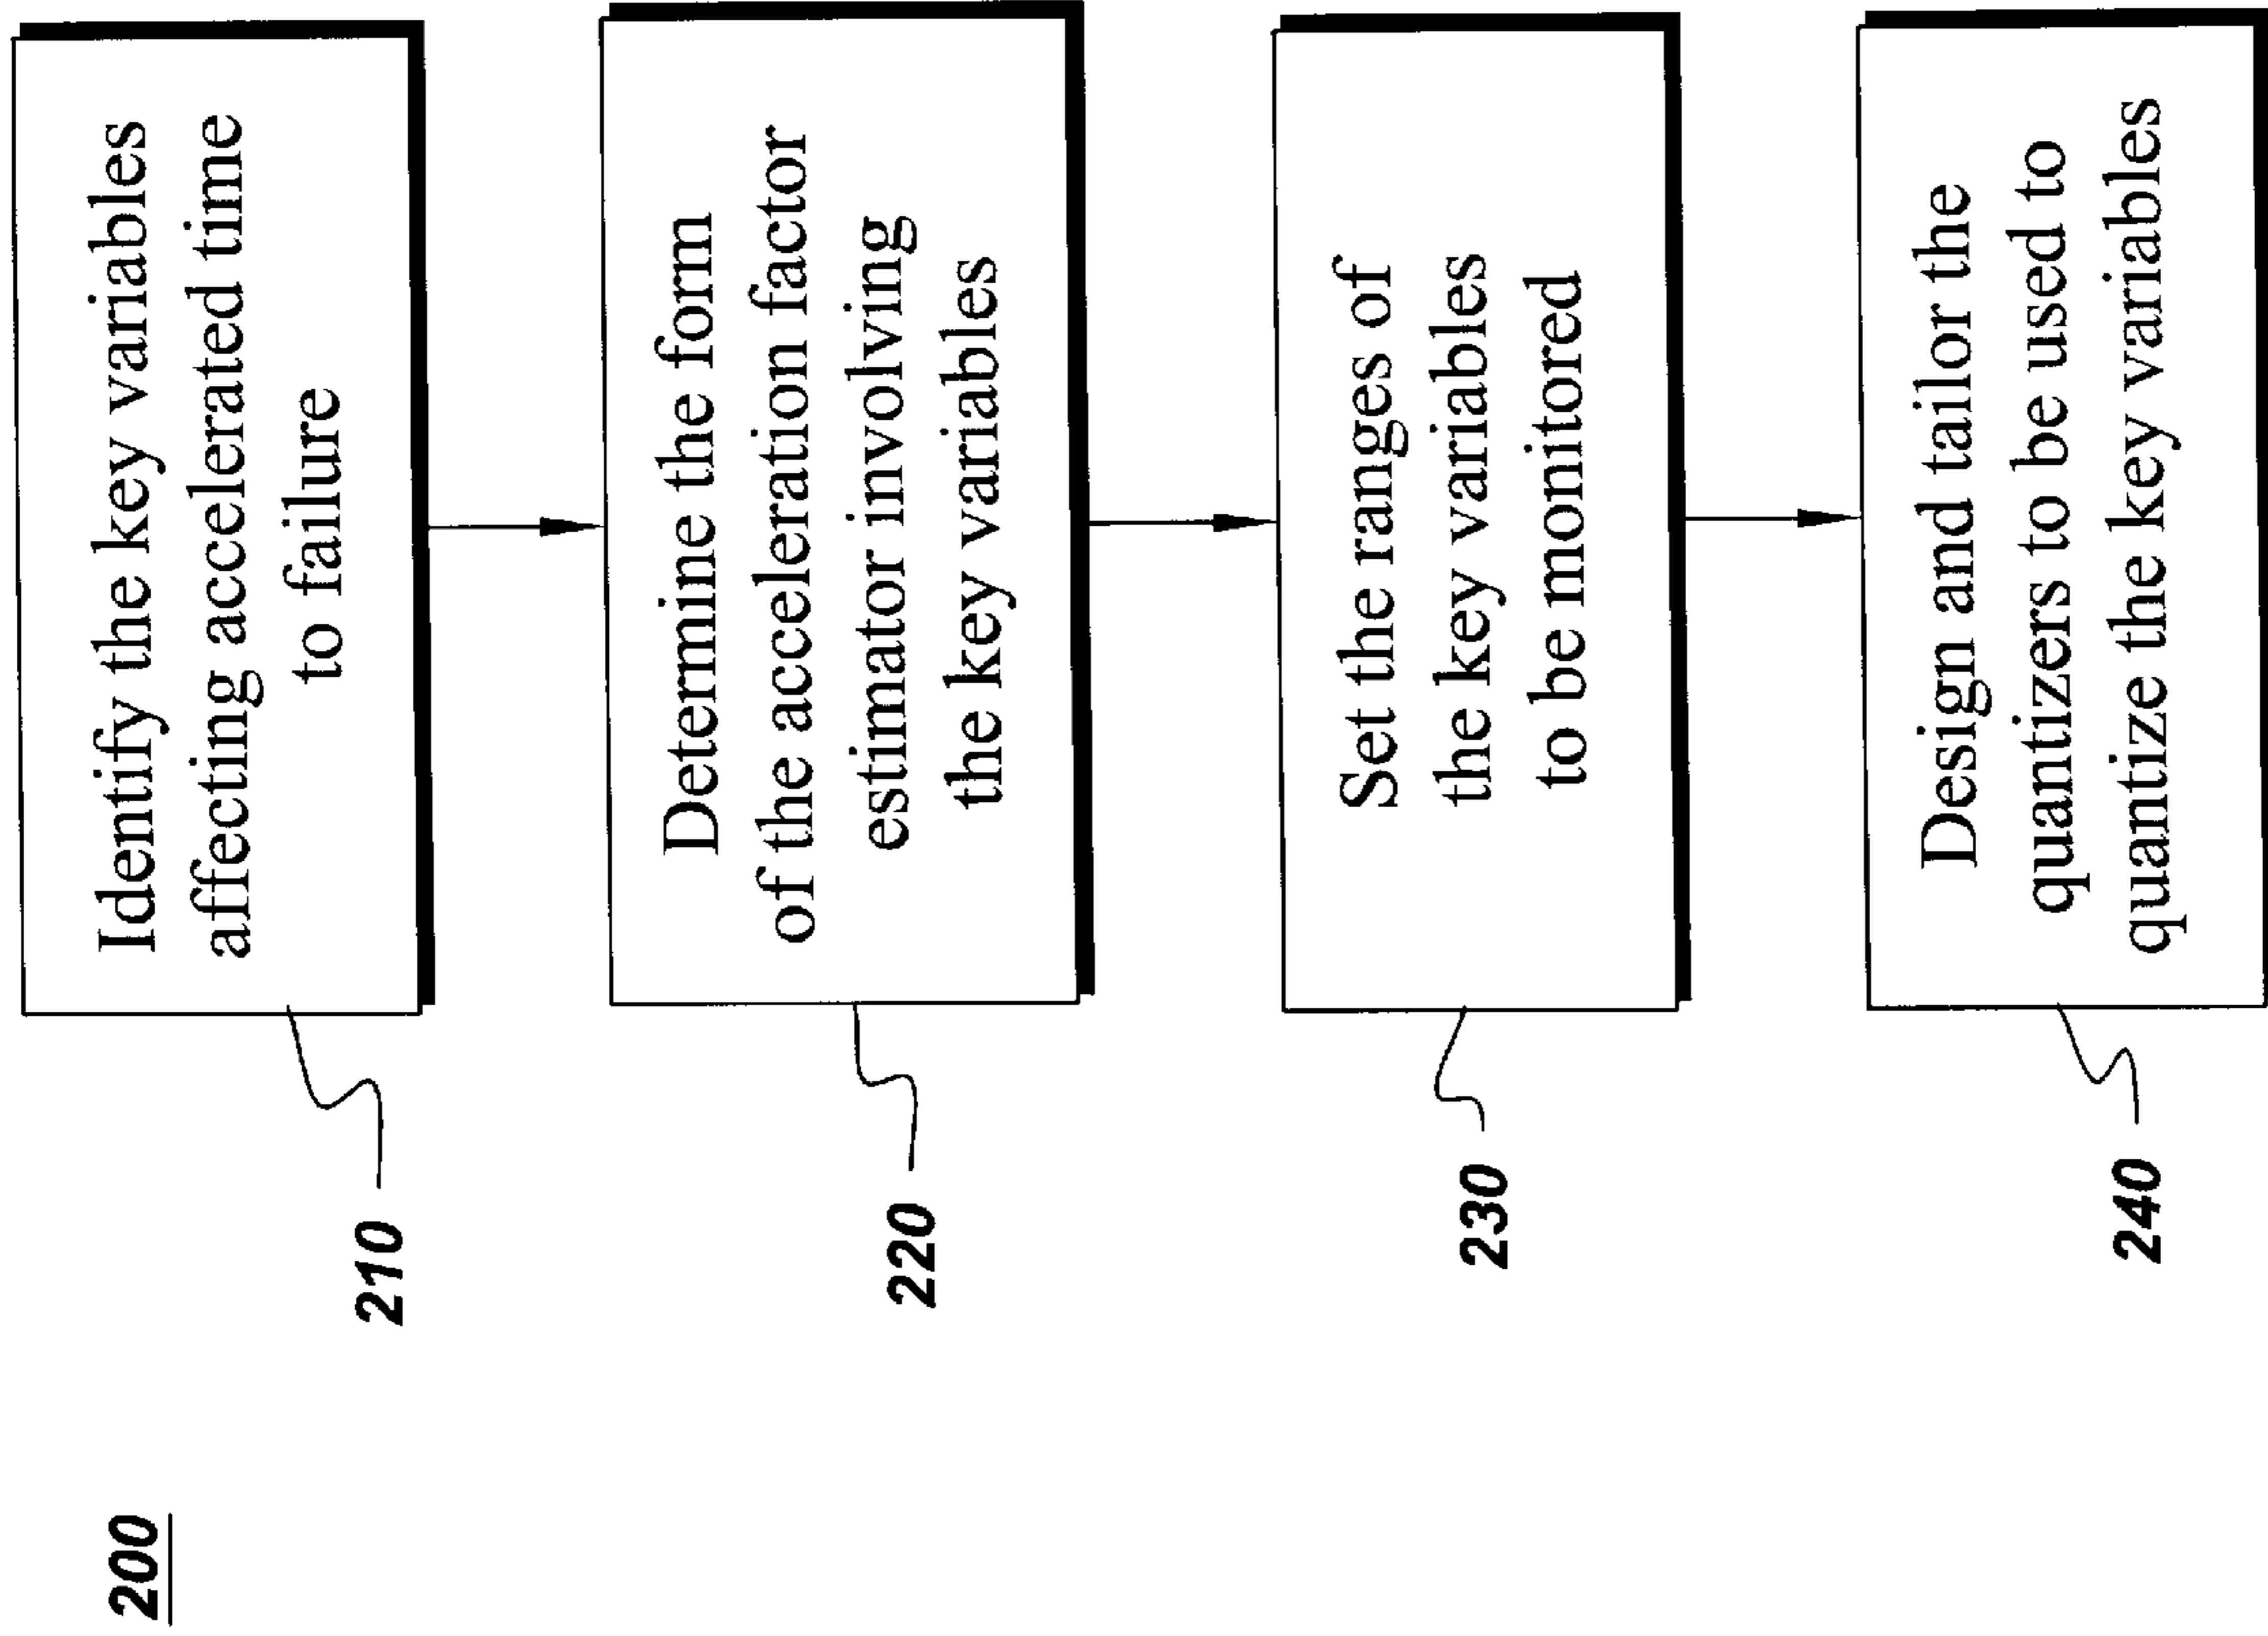 200
210
Identify the key variables
affecting accelerated time
to failure
220
Determine the form
of the acceleration factor
estimator involving
the key variables
230
Set the ranges of
the key variables
to be monitored
240
Design and tailor the
quantizers to be used to
quantize the key variables